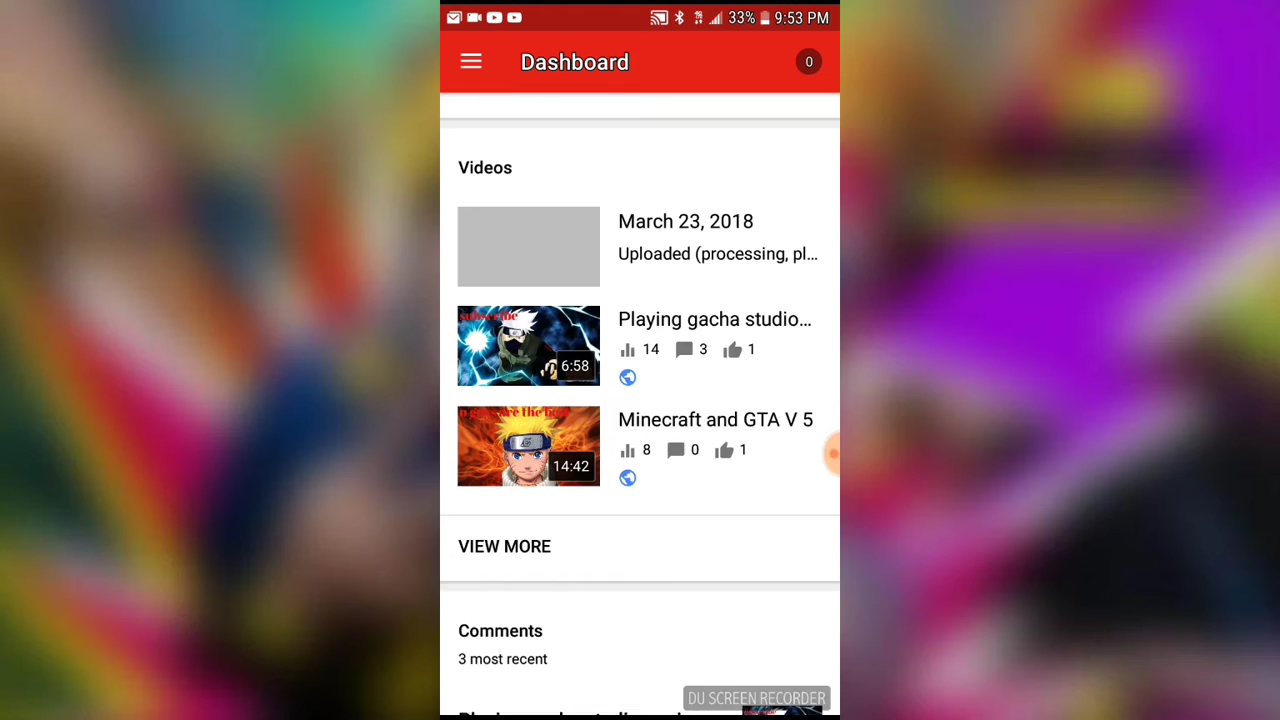 33% 9:53 PM
Dashboard
0
Videos
March 23, 2018
Uploaded (processing, pl...
subscribe
6:58
Playing gacha studio...
14 3 1
14:42
Minecraft and GTA V 5
8 0 1
VIEW MORE
Comments
3 most recent
DU SCREEN RECORDER